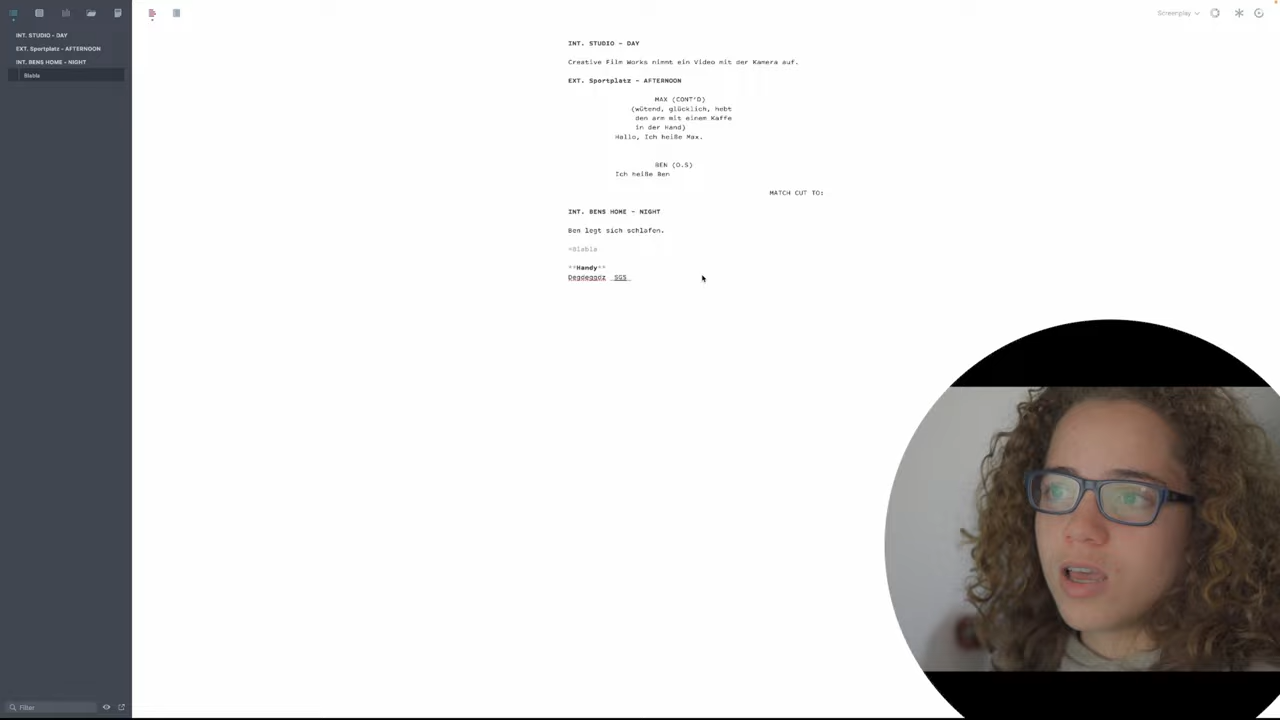 Screenplay
INT. STUDIO - DAY
EXT. Sportplatz - AFTERNOON
INT. BENS HOME - NIGHT
Blabla
INT. STUDIO - DAY
Creative Film Works nimmt ein Video mit der Kamera auf.
EXT. Sportplatz - AFTERNOON
MAX (CONT'D)
(wütend, glücklich, hebt
den arm mit einem Kaffe
in der Hand)
Hallo, Ich heiße Max.
BEN (O.S)
Ich heiße Ben
MATCH CUT TO:
INT. BENS HOME - NIGHT
Ben legt sich schlafen.
=Blabla
**Handy**
Filter